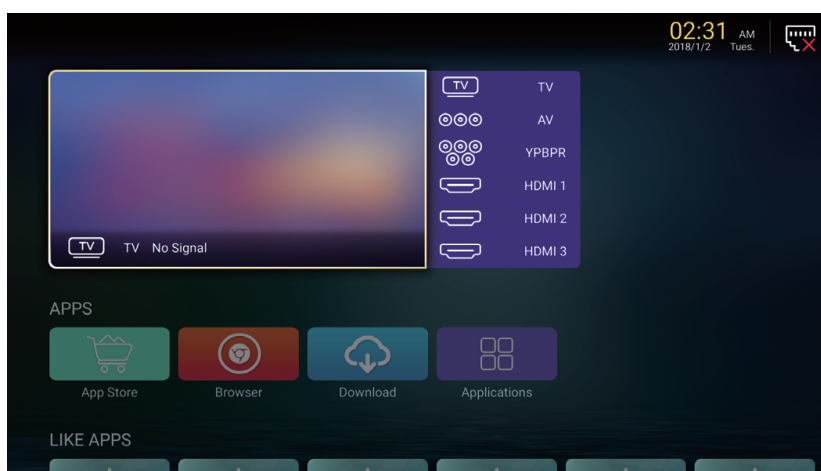 02:31 AM
2018/1/2 Tues.
TV TV
AV
YPBPR
HDMI 1
HDMI 2
HDMI 3
TV TV No Signal
APPS
App Store Browser Download Applications
LIKE APPS